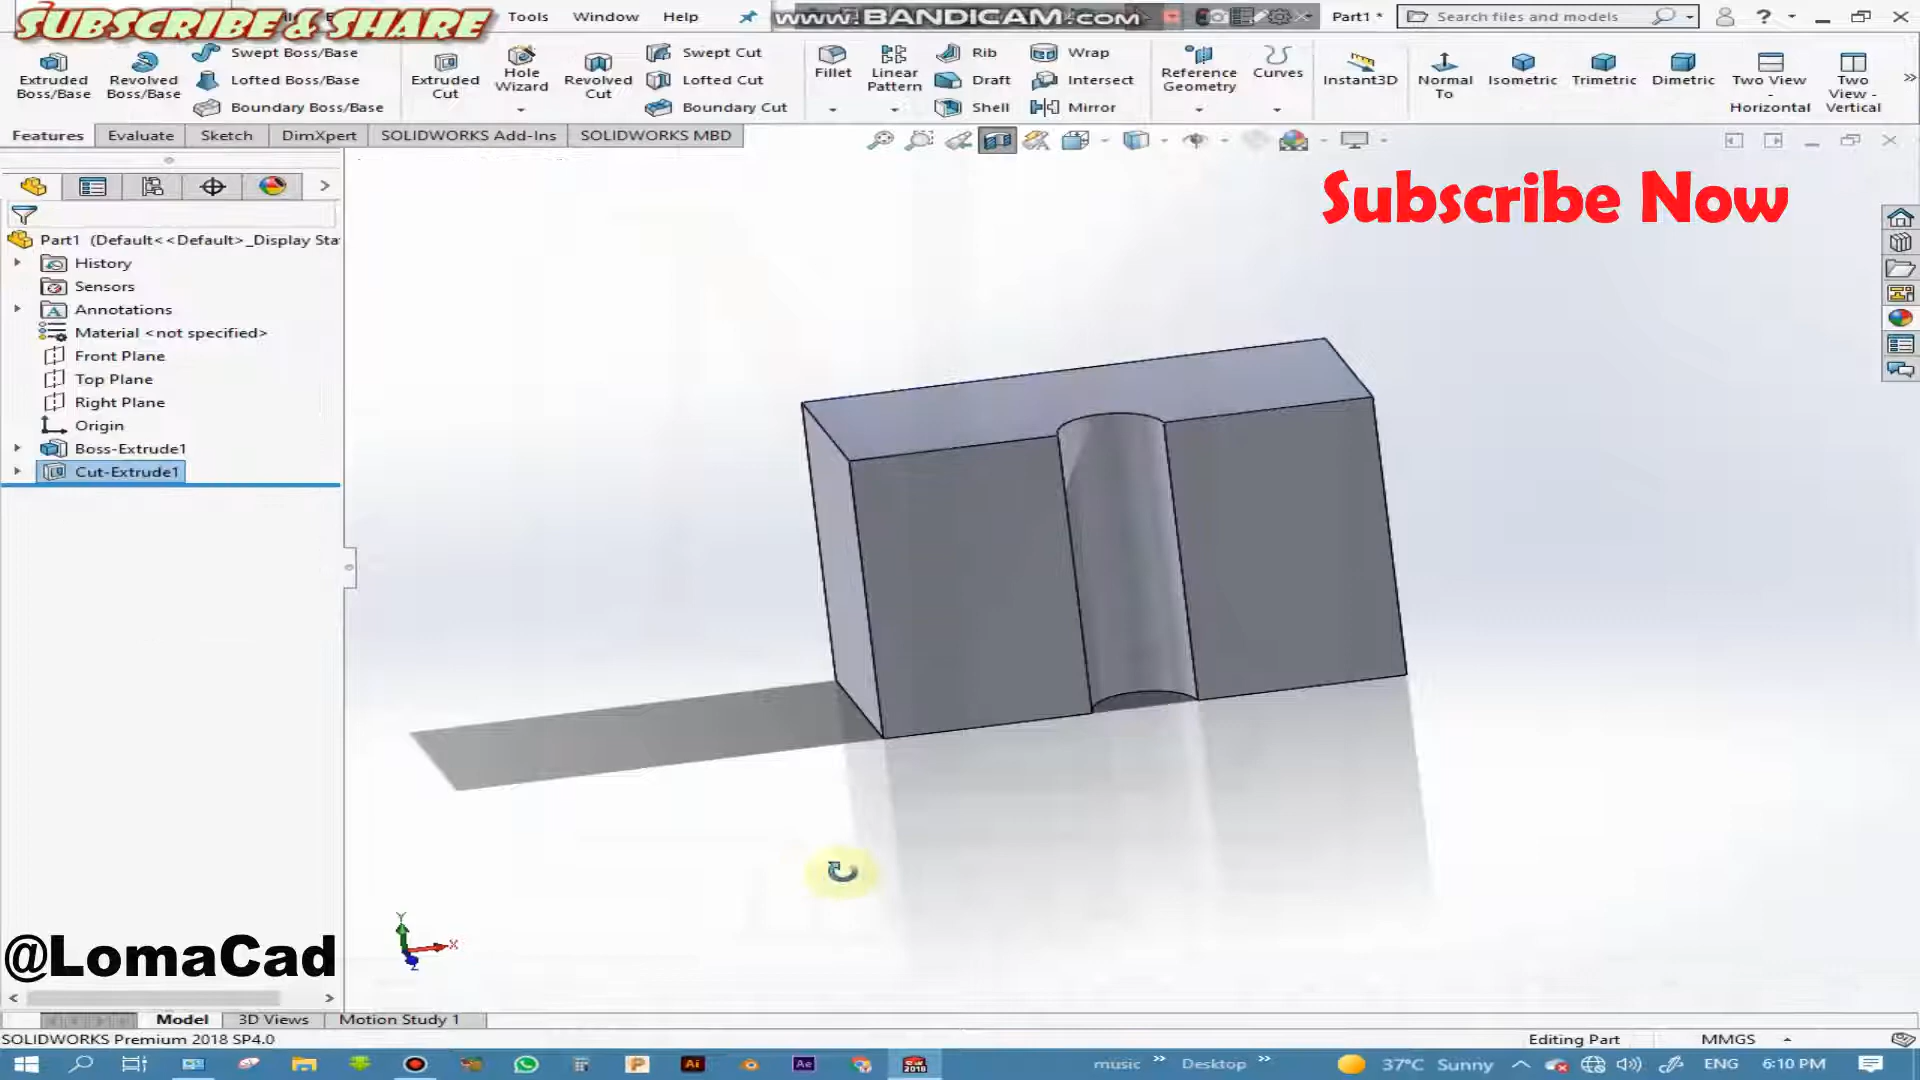 SUBSCRIBE & SHARE
Tools Window Help
www.BANDICAM.com
Part1 *
Search files and models
Extruded Boss/Base
Revolved Boss/Base
Swept Boss/Base
Lofted Boss/Base
Boundary Boss/Base
Extruded Cut
Hole Wizard
Revolved Cut
Swept Cut
Lofted Cut
Boundary Cut
Fillet
Linear Pattern
Rib
Draft
Shell
Wrap
Intersect
Mirror
Reference Geometry
Curves
Instant3D
Normal To
Isometric
Trimetric
Dimetric
Two View - Horizontal
Two View - Vertical
Features Evaluate Sketch DimXpert SOLIDWORKS Add-Ins SOLIDWORKS MBD
Subscribe Now
Part1 (Default<<Default>_Display Sta
History
Sensors
Annotations
Material <not specified>
Front Plane
Top Plane
Right Plane
Origin
Boss-Extrude1
Cut-Extrude1
Y
X
Z
@LomaCad
Model 3D Views Motion Study 1
SOLIDWORKS Premium 2018 SP4.0
Editing Part MMGS
music Desktop 37°C Sunny ENG 6:10 PM